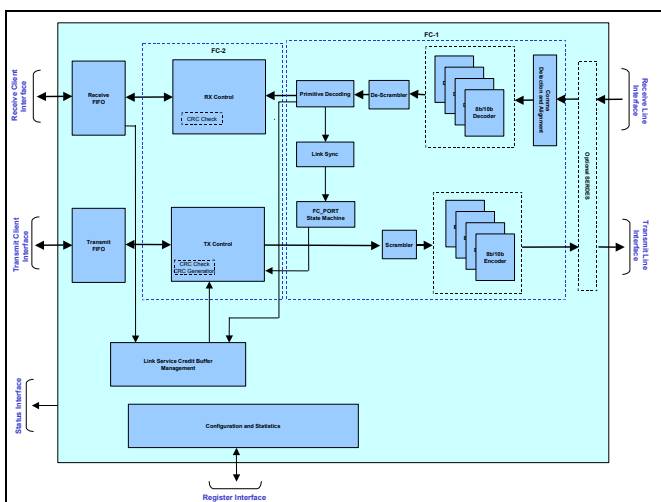 FC-1
FC-2
Receive Client
Interface
Receive
FIFO
RX Control
CRC Check
Primitive Decoding
De-Scrambler
8b/10b
Decoder
Comma
Detection and Alignment
Optional SERDES
Receive Line
Interface
Link Sync
FC_PORT
State Machine
Transmit Client
Interface
Transmit
FIFO
TX Control
CRC Check
CRC Generation
Scrambler
8b/10b
Encoder
Transmit Line
Interface
Link Service Credit Buffer
Management
Status Interface
Configuration and Statistics
Register Interface